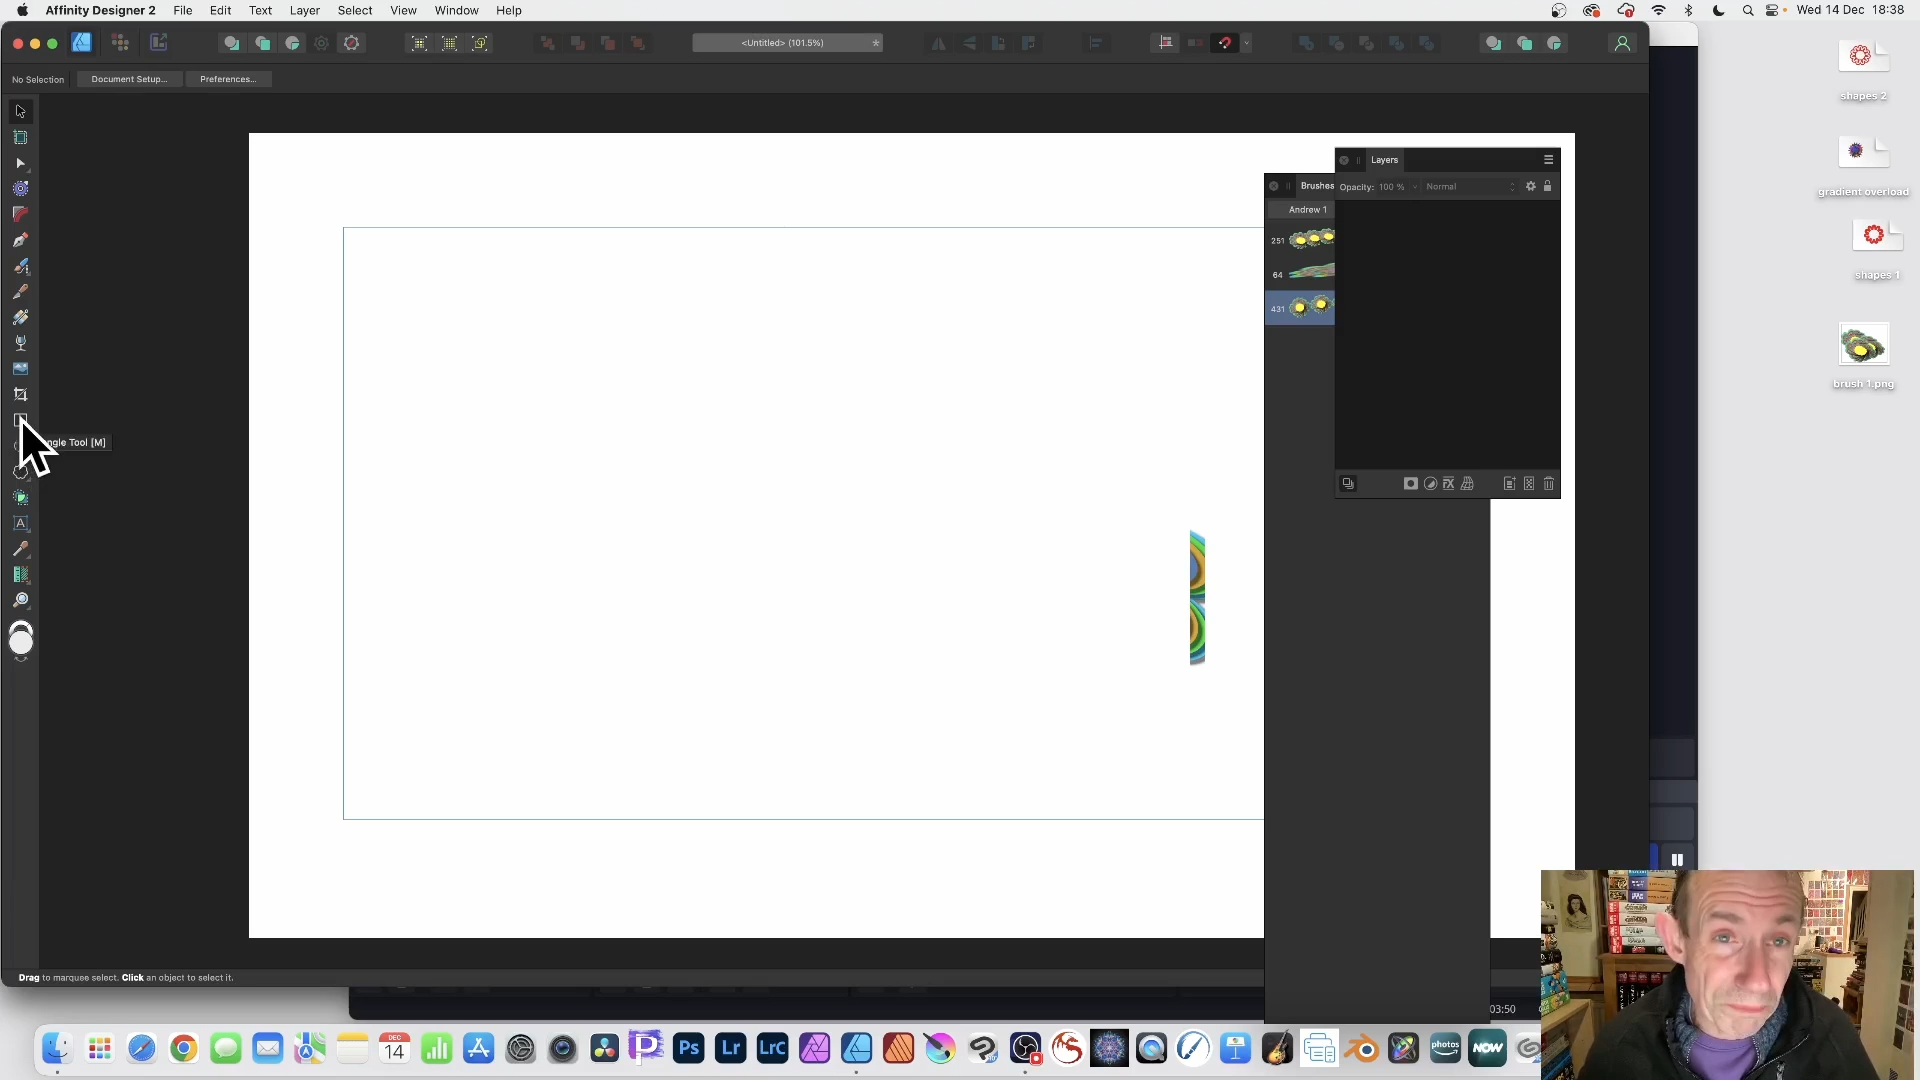 Affinity Designer 2 File Edit Text Layer Select View Window Help Wed 14 Dec 18:38
<Untitled> (101.5%) *
No Selection Document Setup... Preferences...
Layers
Opacity: 100 % Normal
Brushes
Andrew 1
251
64
431
ngle Tool [M]
A
shapes 2
gradient overload
shapes 1
brush 1.png
Drag to marquee select. Click an object to select it.
03:50
DEC
14
Ps
Lr
LrC
photos
NOW